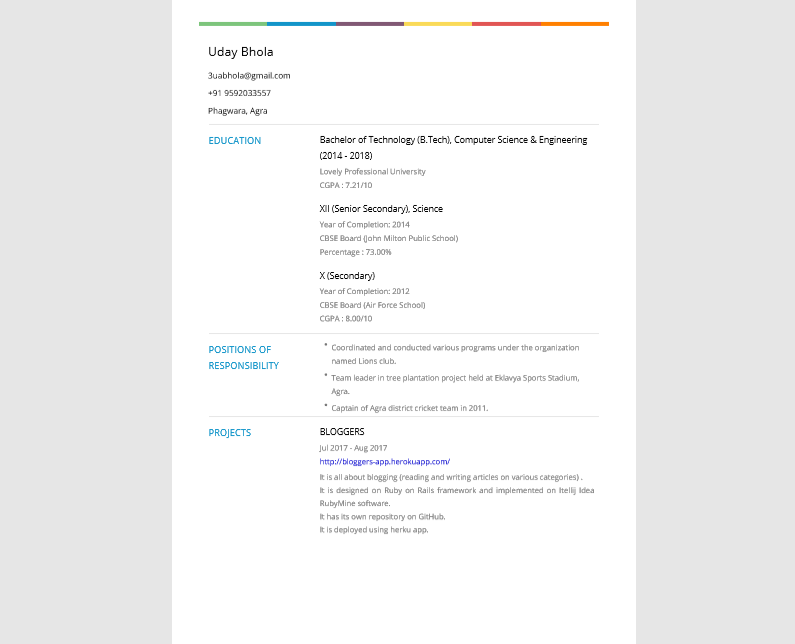 Uday Bhola
3uabhola@gmail.com
+91 9592033557
Phagwara, Agra
EDUCATION
Bachelor of Technology (B.Tech), Computer Science & Engineering
(2014 - 2018)
Lovely Professional University
CGPA : 7.21/10
XII (Senior Secondary), Science
Year of Completion: 2014
CBSE Board (John Milton Public School)
Percentage : 73.00%
X (Secondary)
Year of Completion: 2012
CBSE Board (Air Force School)
CGPA : 8.00/10
POSITIONS OF
RESPONSIBILITY
* Coordinated and conducted various programs under the organization
named Lions club.
* Team leader in tree plantation project held at Eklavya Sports Stadium,
Agra.
* Captain of Agra district cricket team in 2011.
PROJECTS
BLOGGERS
Jul 2017 - Aug 2017
http://bloggers-app.herokuapp.com/
It is all about blogging (reading and writing articles on various categories) .
It is designed on Ruby on Rails framework and implemented on Itellij Idea
RubyMine software.
It has its own repository on GitHub.
It is deployed using herku app.